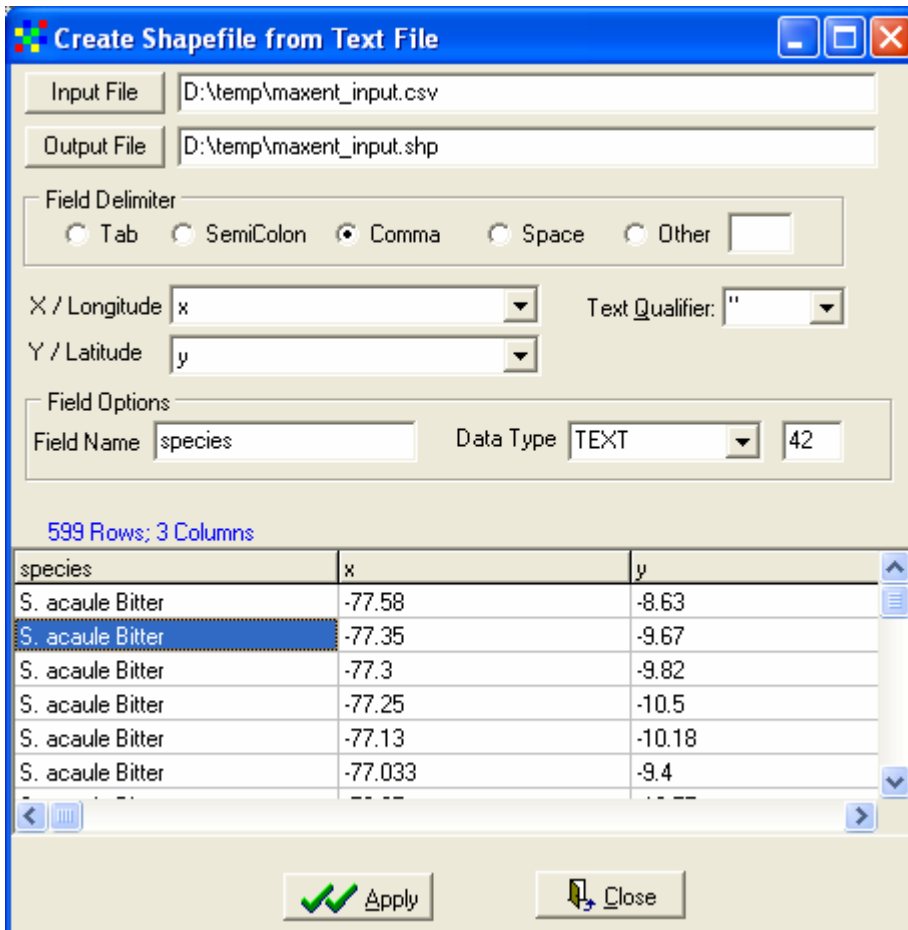 Create Shapefile from Text File
Input File D:\temp\maxent_input.csv
Output File D:\temp\maxent_input.shp
Field Delimiter
Tab SemiColon Comma Space Other
X / Longitude x Text Qualifier: "
Y / Latitude y
Field Options
Field Name species Data Type TEXT 42
599 Rows; 3 Columns
species x y
S. acaule Bitter -77.58 -8.63
S. acaule Bitter -77.35 -9.67
S. acaule Bitter -77.3 -9.82
S. acaule Bitter -77.25 -10.5
S. acaule Bitter -77.13 -10.18
S. acaule Bitter -77.033 -9.4
Apply Close